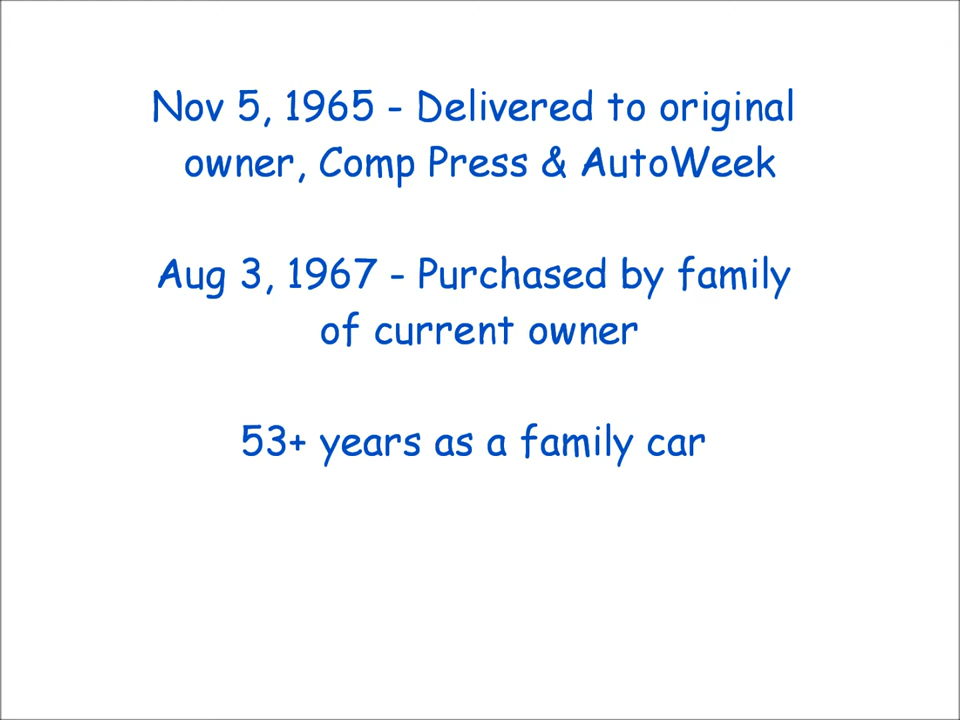 Nov 5, 1965 - Delivered to original
owner, Comp Press & AutoWeek
Aug 3, 1967 - Purchased by family
of current owner
53+ years as a family car